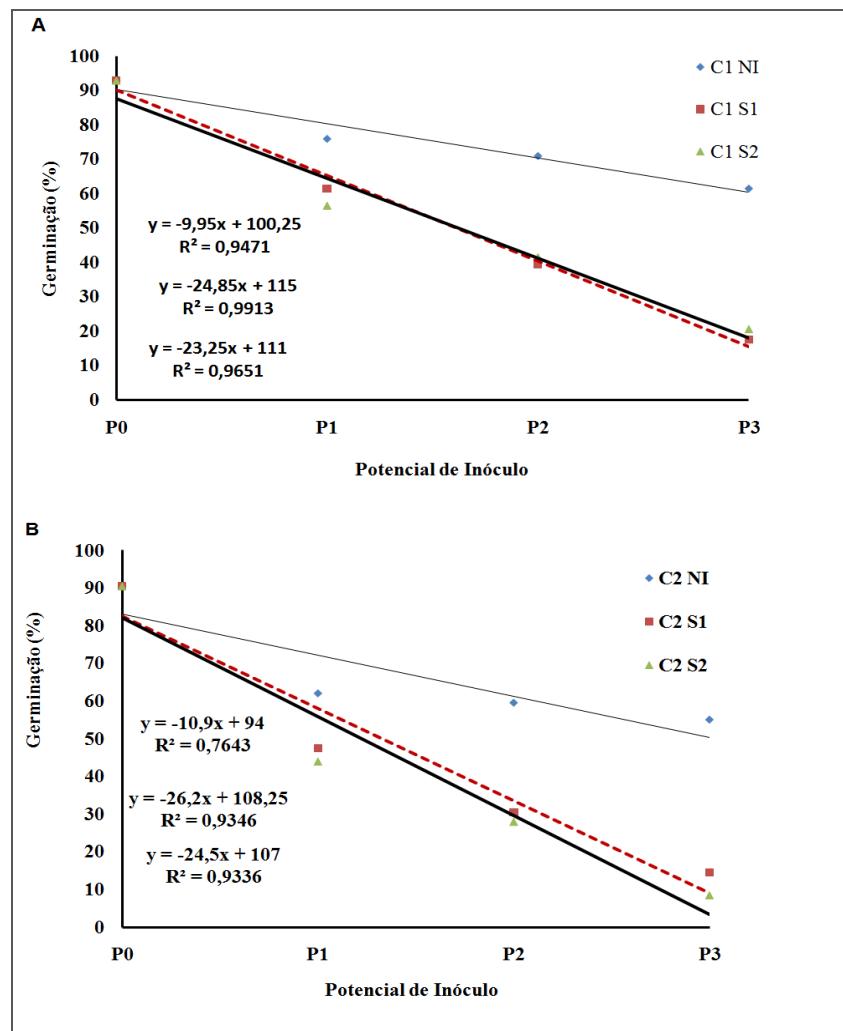 A
100
90
80
70
60
50
40
30
20
10
0
Germinação (%)
C1 NI
C1 S1
C1 S2
y = -9,95x + 100,25
R² = 0,9471
y = -24,85x + 115
R² = 0,9913
y = -23,25x + 111
R² = 0,9651
P0 P1 P2 P3
Potencial de Inóculo
B
100
90
80
70
60
50
40
30
20
10
0
Germinação (%)
C2 NI
C2 S1
C2 S2
y = -10,9x + 94
R² = 0,7643
y = -26,2x + 108,25
R² = 0,9346
y = -24,5x + 107
R² = 0,9336
P0 P1 P2 P3
Potencial de Inóculo